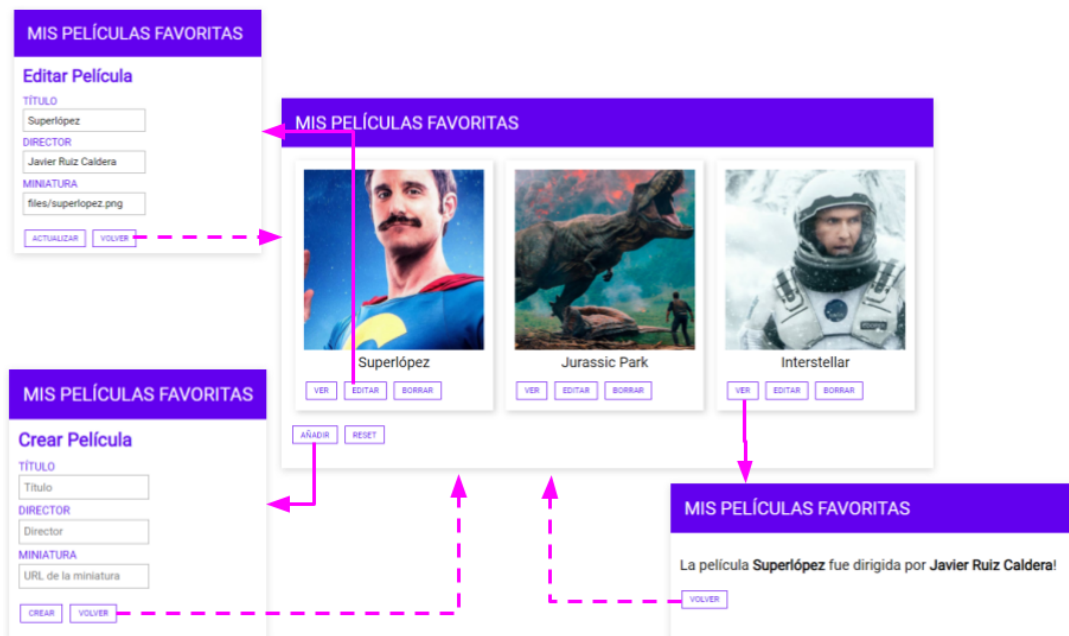 MIS PELÍCULAS FAVORITAS
Editar Película
TÍTULO
Superlópez
DIRECTOR
Javier Ruiz Caldera
MINIATURA
files/superlopez.png
ACTUALIZAR VOLVER
MIS PELÍCULAS FAVORITAS
Superlópez Jurassic Park Interstellar
VER EDITAR BORRAR VER EDITAR BORRAR VER EDITAR BORRAR
AÑADIR RESET
MIS PELÍCULAS FAVORITAS
Crear Película
TÍTULO
Título
DIRECTOR
Director
MINIATURA
URL de la miniatura
CREAR VOLVER
MIS PELÍCULAS FAVORITAS
La película Superlópez fue dirigida por Javier Ruiz Caldera!
VOLVER